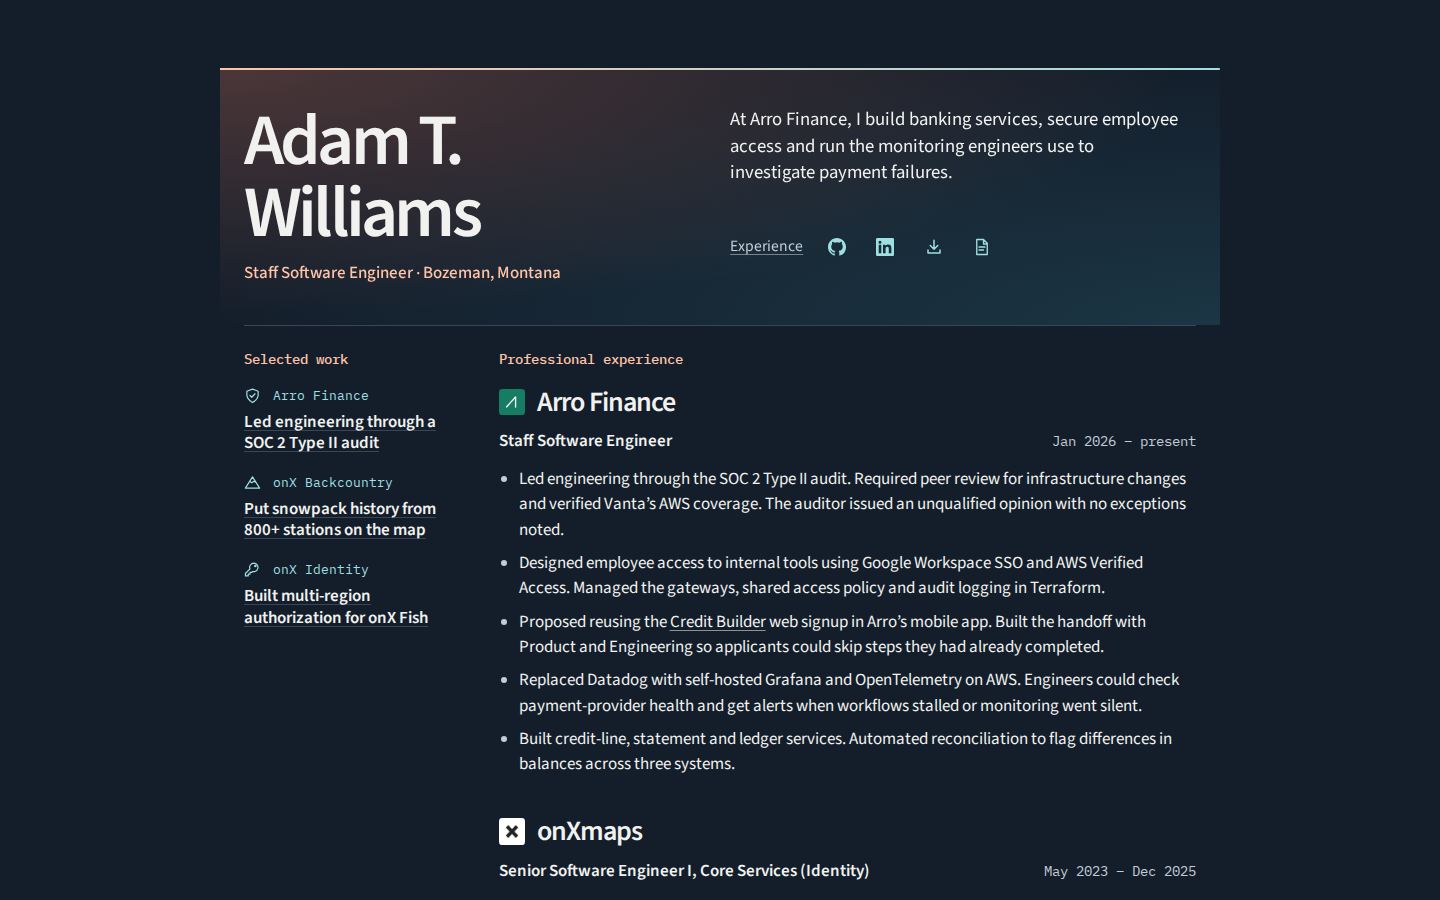 Adam T.
Williams
Staff Software Engineer · Bozeman, Montana
At Arro Finance, I build banking services, secure employee
access and run the monitoring engineers use to
investigate payment failures.
Experience
Selected work
Arro Finance
Led engineering through a
SOC 2 Type II audit
onX Backcountry
Put snowpack history from
800+ stations on the map
onX Identity
Built multi-region
authorization for onX Fish
Professional experience
Arro Finance
Staff Software Engineer
Jan 2026 – present
Led engineering through the SOC 2 Type II audit. Required peer review for infrastructure changes
and verified Vanta’s AWS coverage. The auditor issued an unqualified opinion with no exceptions
noted.
Designed employee access to internal tools using Google Workspace SSO and AWS Verified
Access. Managed the gateways, shared access policy and audit logging in Terraform.
Proposed reusing the Credit Builder web signup in Arro’s mobile app. Built the handoff with
Product and Engineering so applicants could skip steps they had already completed.
Replaced Datadog with self-hosted Grafana and OpenTelemetry on AWS. Engineers could check
payment-provider health and get alerts when workflows stalled or monitoring went silent.
Built credit-line, statement and ledger services. Automated reconciliation to flag differences in
balances across three systems.
onXmaps
Senior Software Engineer I, Core Services (Identity)
May 2023 – Dec 2025